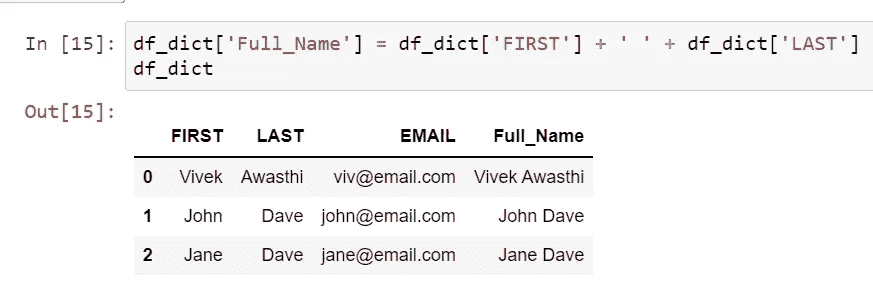 In [15]: df_dict['Full_Name'] = df_dict['FIRST'] + ' ' + df_dict['LAST']
df_dict
Out[15]:
FIRST LAST EMAIL Full_Name
0 Vivek Awasthi viv@email.com Vivek Awasthi
1 John Dave john@email.com John Dave
2 Jane Dave jane@email.com Jane Dave